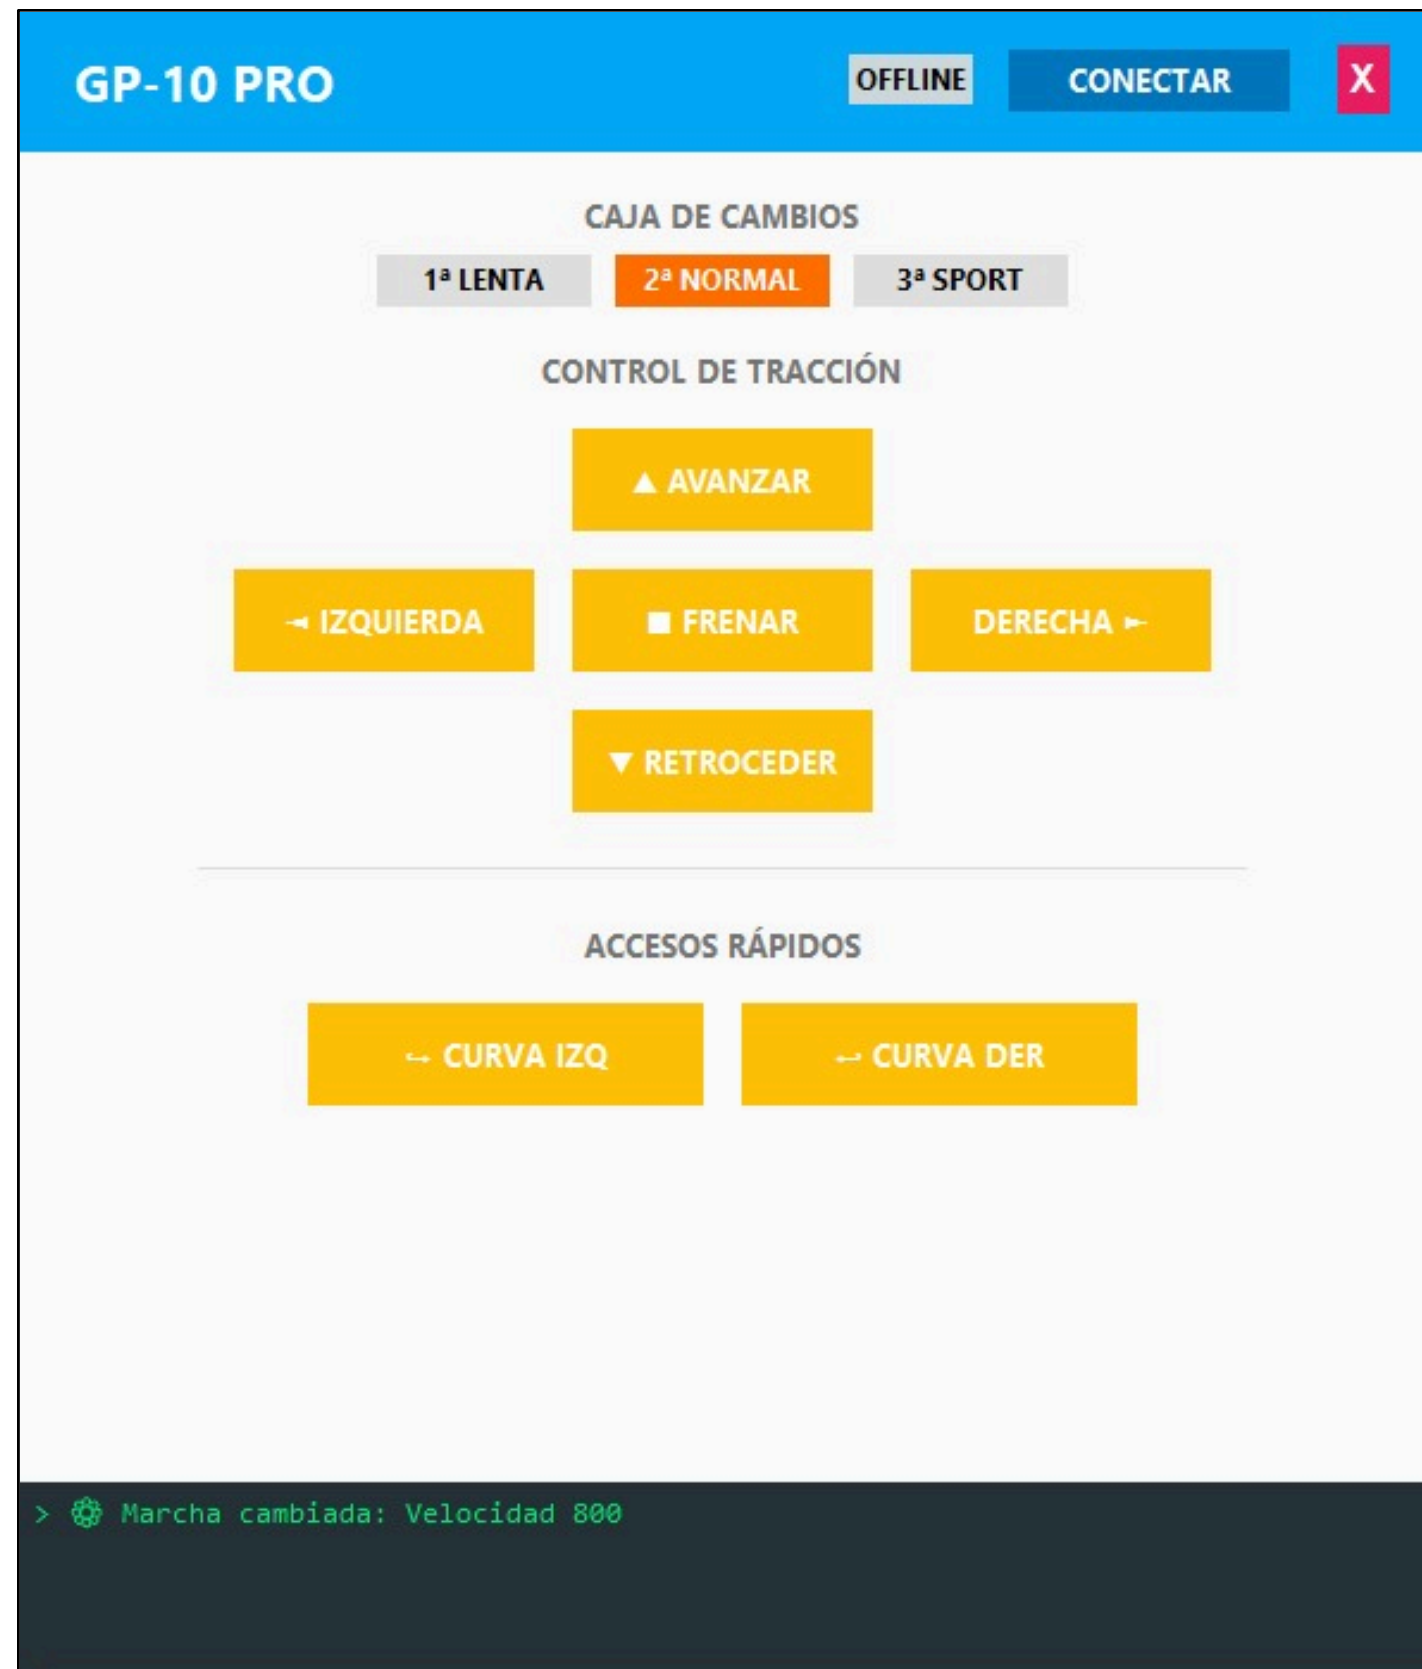 GP-10 PRO
OFFLINE
CONECTAR
X
CAJA DE CAMBIOS
1ª LENTA
2ª NORMAL
3ª SPORT
CONTROL DE TRACCIÓN
▲ AVANZAR
◄ IZQUIERDA
■ FRENAR
DERECHA ►
▼ RETROCEDER
ACCESOS RÁPIDOS
↪ CURVA IZQ
↩ CURVA DER
> ⚙ Marcha cambiada: Velocidad 800